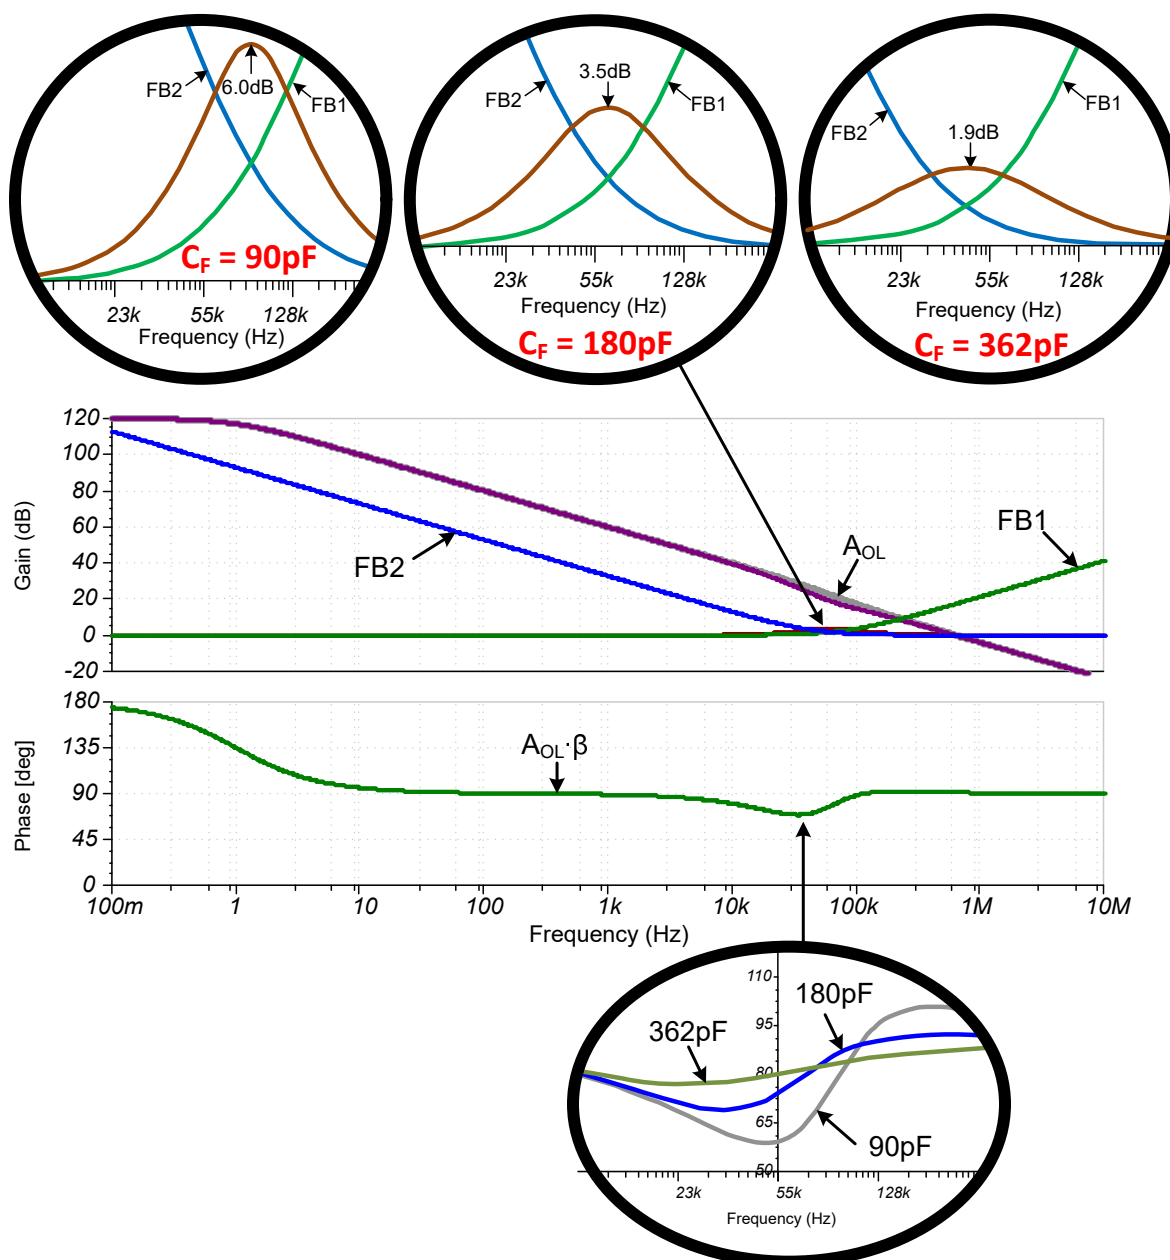 FB2
6.0dB
FB1
23k 55k 128k
Frequency (Hz)
CF = 90pF
FB2
3.5dB
FB1
23k 55k 128k
Frequency (Hz)
CF = 180pF
FB2
1.9dB
FB1
23k 55k 128k
Frequency (Hz)
CF = 362pF
Gain (dB)
120
100
80
60
40
20
0
-20
FB2
AOL
FB1
Phase [deg]
180
135
90
45
0
AOL·β
100m 1 10 100 1k 10k 100k 1M 10M
Frequency (Hz)
110
95
80
65
50
362pF
180pF
90pF
23k 55k 128k
Frequency (Hz)